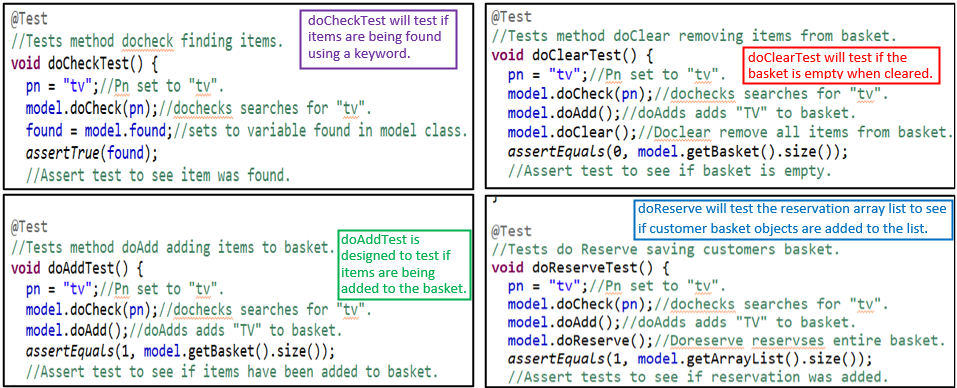 @Test
//Tests method docheck finding items.
void doCheckTest() {
pn = "tv";//Pn set to "tv".
model.doCheck(pn);//dochecks searches for "tv".
found = model.found;//sets to variable found in model class.
assertTrue(found);
//Assert test to see item was found.
doCheckTest will test if
items are being found
using a keyword.
@Test
//Tests method doClear removing items from basket.
void doClearTest() {
pn = "tv";//Pn set to "tv".
model.doCheck(pn);//dochecks searches for "tv".
model.doAdd();//doAdds adds "TV" to basket.
model.doClear();//Doclear remove all items from basket.
assertEquals(0, model.getBasket().size());
//Assert test to see if basket is empty.
doClearTest will test if the
basket is empty when cleared.
@Test
//Tests method doAdd adding items to basket.
void doAddTest() {
pn = "tv";//Pn set to "tv".
model.doCheck(pn);//dochecks searches for "tv".
model.doAdd();//doAdds adds "TV" to basket.
assertEquals(1, model.getBasket().size());
//Assert test to see if items have been added to basket.
doAddTest is
designed to test if
items are being
added to the basket.
}
doReserve will test the reservation array list to see
if customer basket objects are added to the list.
@Test
//Tests do Reserve saving customers basket.
void doReserveTest() {
pn = "tv";//Pn set to "tv".
model.doCheck(pn);//dochecks searches for "tv".
model.doAdd();//doAdds adds "TV" to basket.
model.doReserve();//Doreserve reservses entire basket.
assertEquals(1, model.getArrayList().size());
//Assert tests to see if reservation was added.